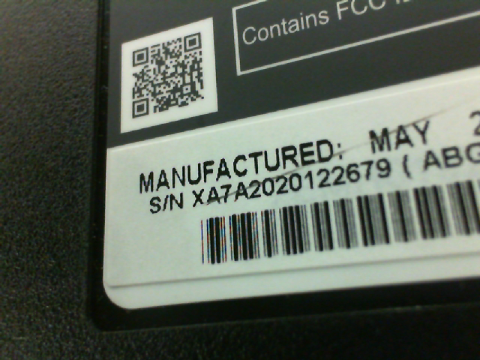 Contains FCC
MANUFACTURED: MAY
S/N XA7A2020122679 ( ABG